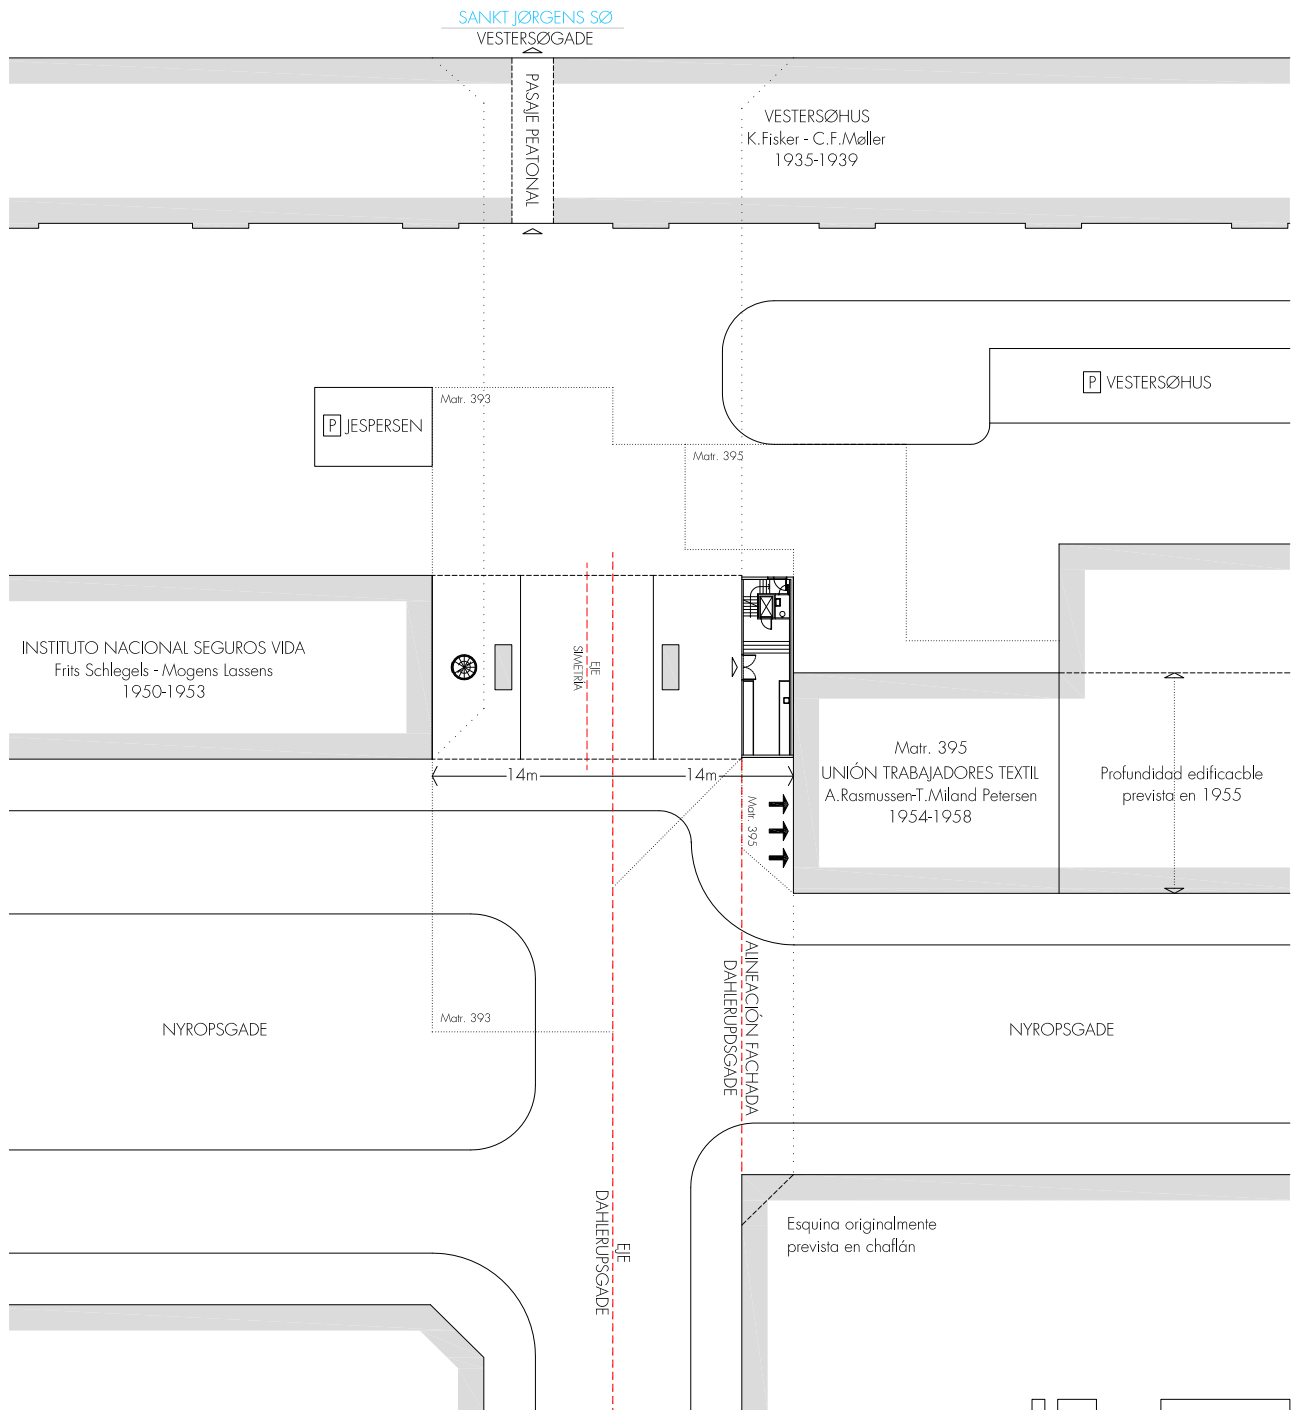 SANKT JØRGENS SØ
VESTERSØGADE
PASAJE PEATONAL
VESTERSØHUS
K.Fisker - C.F.Møller
1935-1939
P VESTERSØHUS
Matr. 393
P JESPERSEN
Matr. 395
INSTITUTO NACIONAL SEGUROS VIDA
Frits Schlegels - Mogens Lassens
1950-1953
EJE
SIMETRÍA
14m
14m
Matr. 395
Matr. 395
UNIÓN TRABAJADORES TEXTIL
A.Rasmussen-T.Miland Petersen
1954-1958
Profundidad edificacble
prevista en 1955
ALINEACIÓN FACHADA
DAHLERUPDSGADE
Matr. 393
NYROPSGADE
NYROPSGADE
EJE
DAHLERUPSGADE
Esquina originalmente
prevista en chaflán